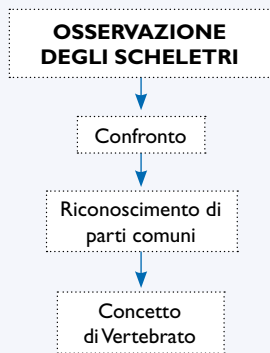 OSSERVAZIONE
DEGLI SCHELETRI
Confronto
Riconoscimento di
parti comuni
Concetto
di Vertebrato